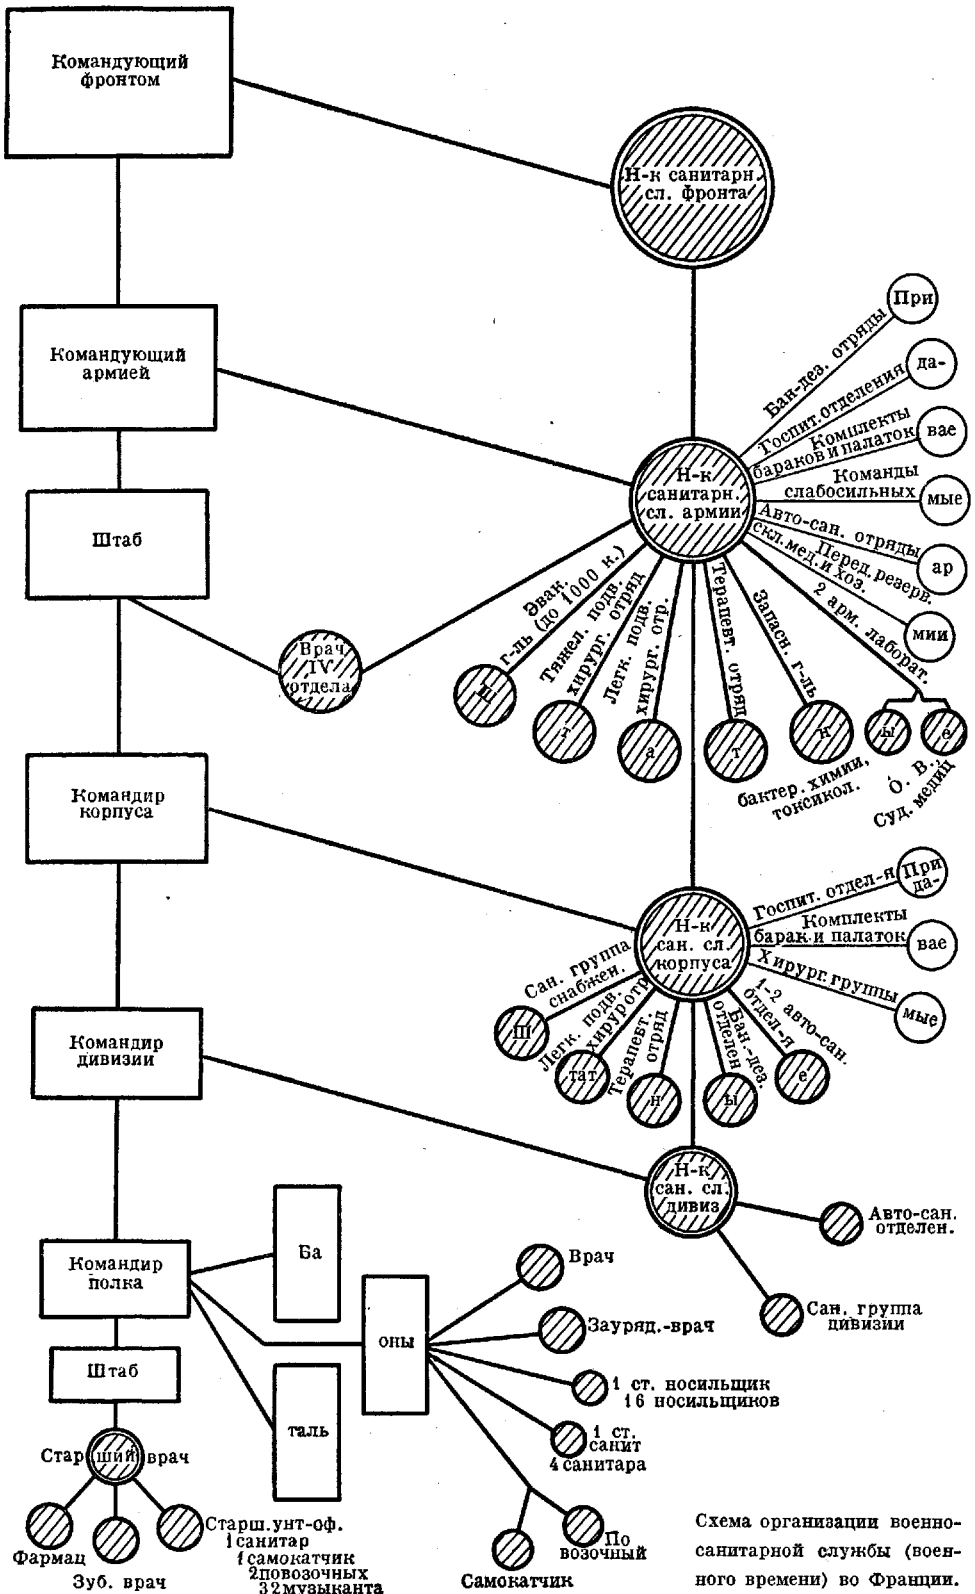 Командующий
фронтом
Н-к санитарн.
сл. фронта
Командующий
армией
При
да-
вае
мые
ар
мии
Бан-дез. отряды
Госпит. отделения
Комплекты
бараков и палаток
Команды
слабосильных
Авто-сан. отряды
Перед. резерв.
скл. мед. и хоз.
2 арм. лаборат.
Н-к
санитарн.
сл. армии
Штаб
Врач
IV
отдела
Эвак.
г-ль (до 1000 к.)
Тяжел. подв.
хирург. отряд
Легк. подв.
хирург. отр.
Терапевт. отряд
Запасн. г-ль
Ш
т
а
т
н
ы
е
бактер. химии,
токсикол.
О. В.,
Суд. медиц
Командир
корпуса
Н-к
сан. сл.
корпуса
Госпит. отдел-я
Комплекты
барак и палаток
Хирург. группы
При
да-
вае
мые
Сан. группа
снабжен.
Легк. подв.
хирург отр
Терапевт.
отряд
Бан.-дез.
отделен
1-2 авто-сан.
отдел-я
Ш
тат
н
ы
е
Командир
дивизии
Н-к
сан. сл.
дивиз
Авто-сан.
отделен.
Сан. группа
дивизии
Командир
полка
Ба
таль
оны
Врач
Зауряд.-врач
1 ст. носильщик
16 носильщиков
1 ст.
санит
4 санитара
По
возочный
Самокатчик
Штаб
Старший врач
Фармац
Зуб. врач
Старш. унт-оф.
1 санитар
1 самокатчик
2 повозочных
32 музыканта
Схема организации военно-
санитарной службы (воен-
ного времени) во Франции.